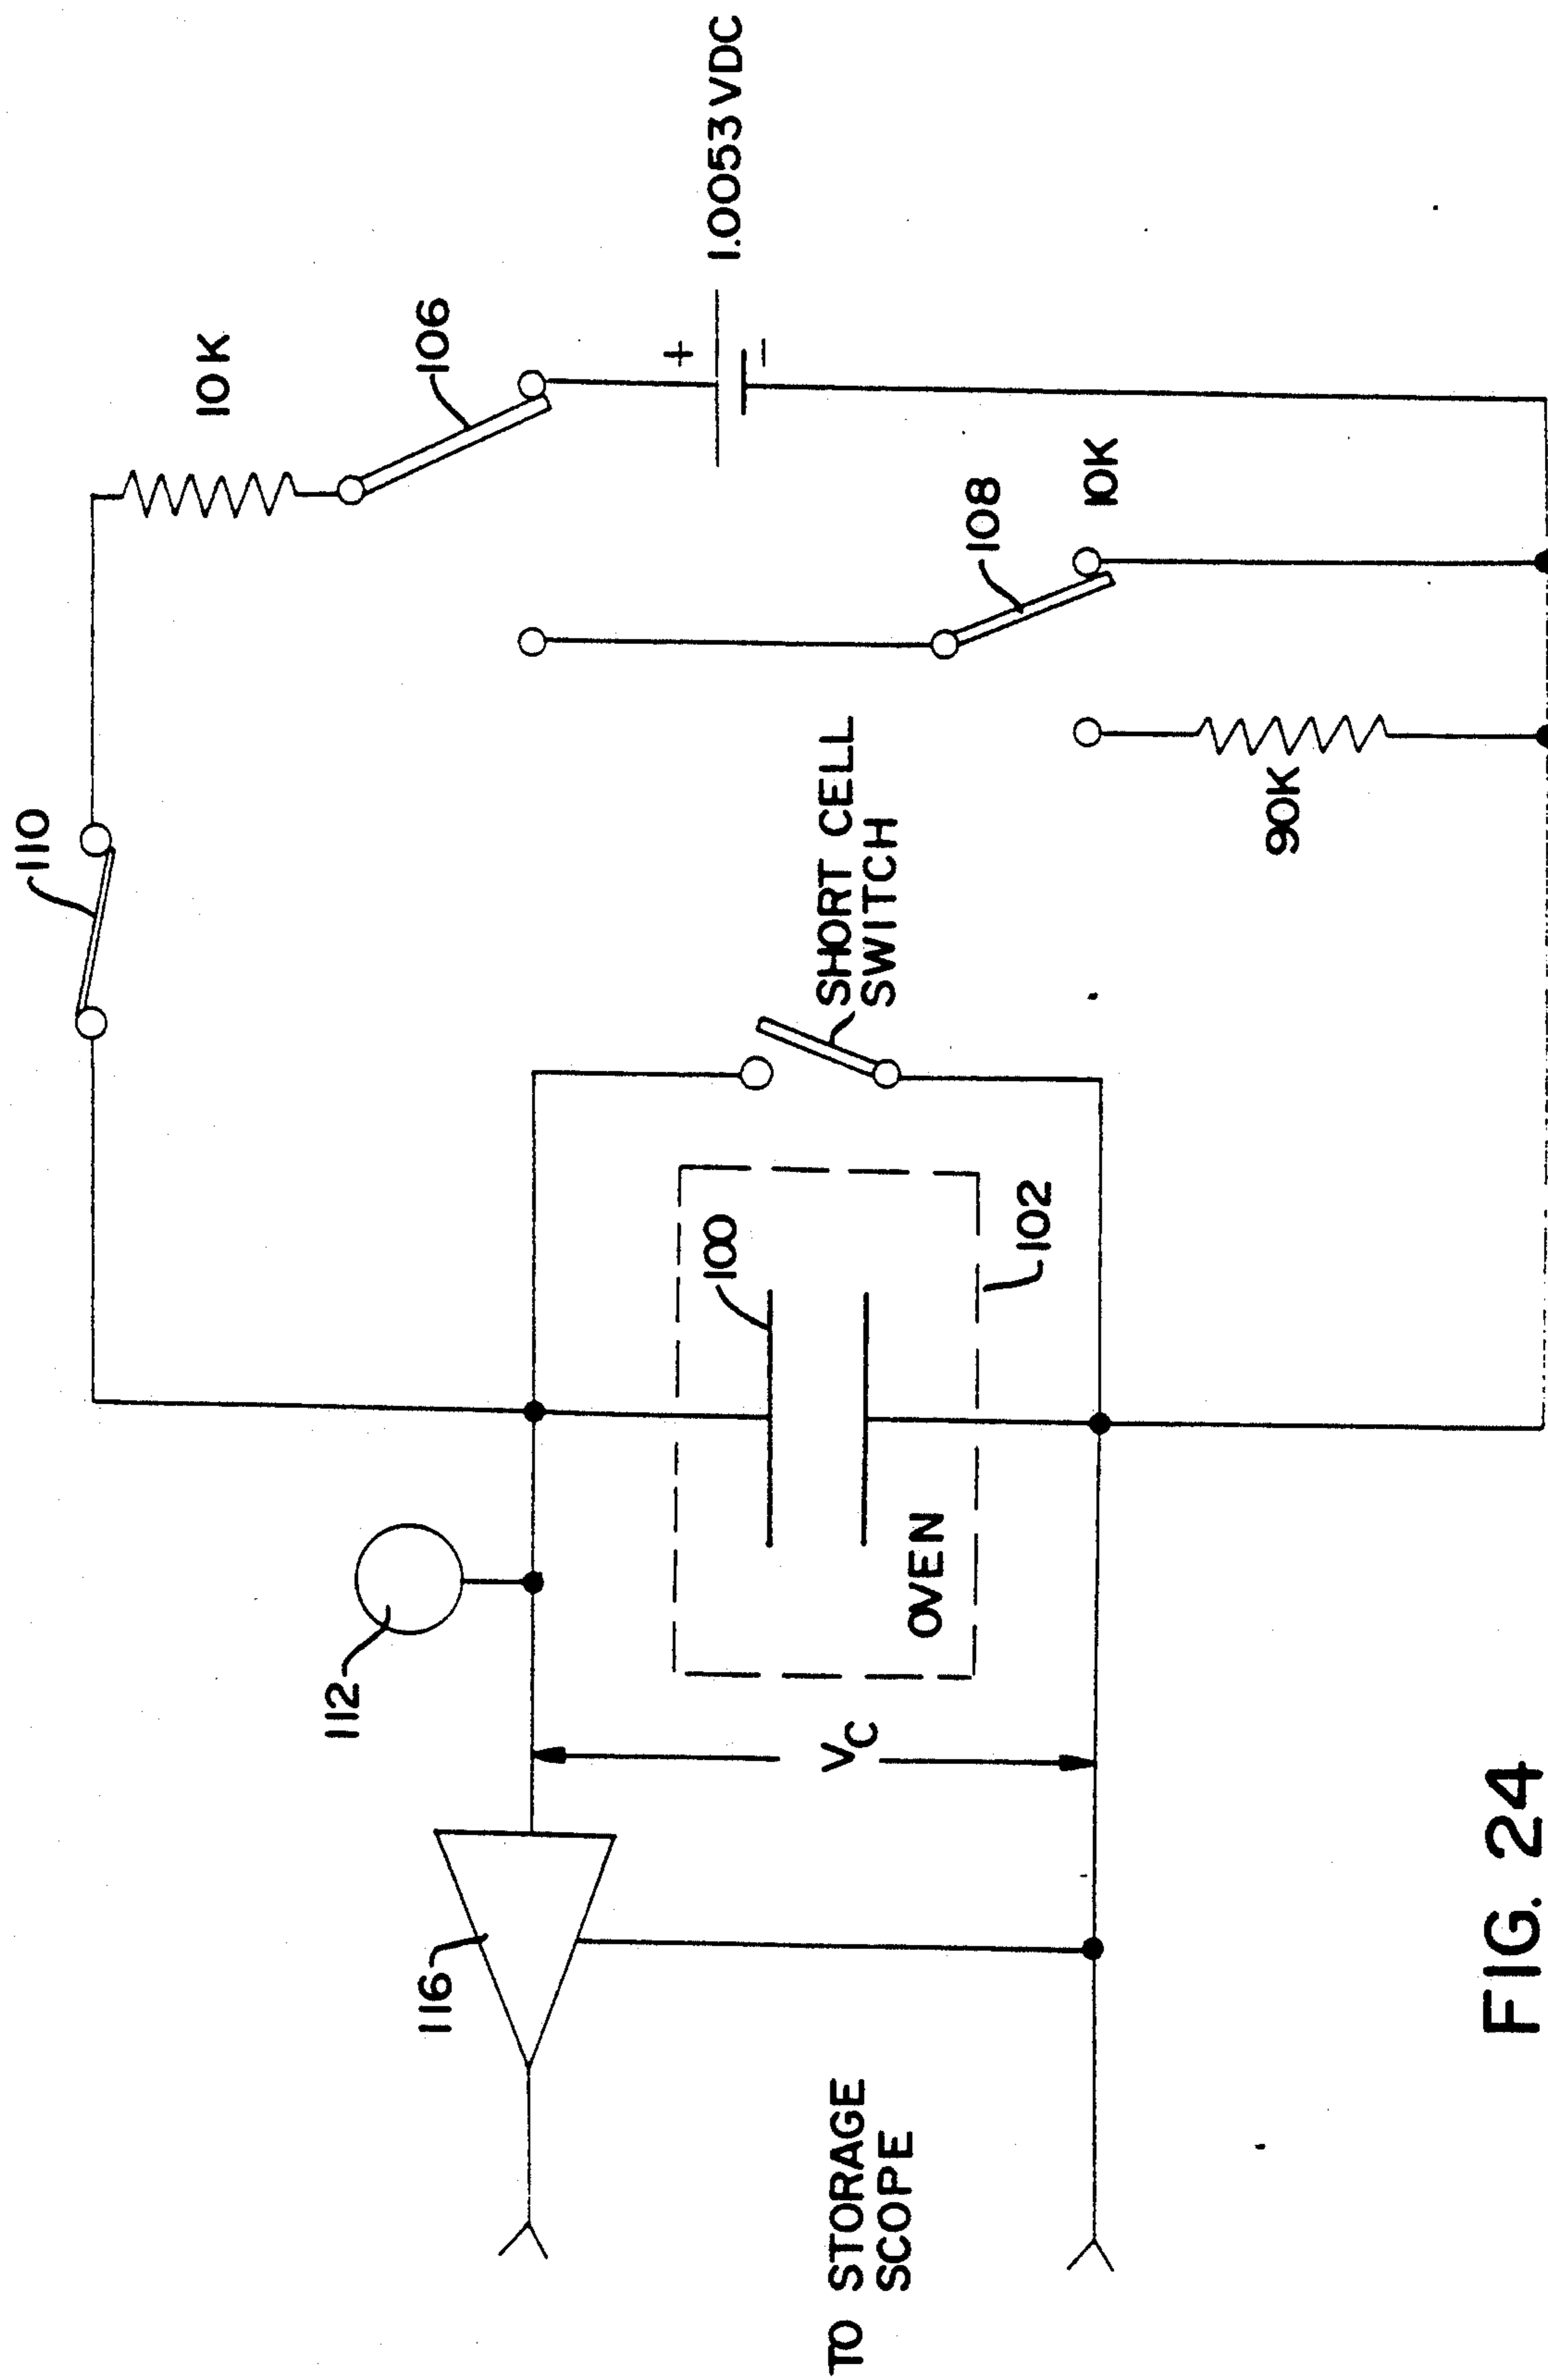 110
10K
106
+
1.0053 VDC
−
112
116
100
SHORT CELL
SWITCH
108
10K
VC
OVEN
102
90K
TO STORAGE
SCOPE
FIG. 24